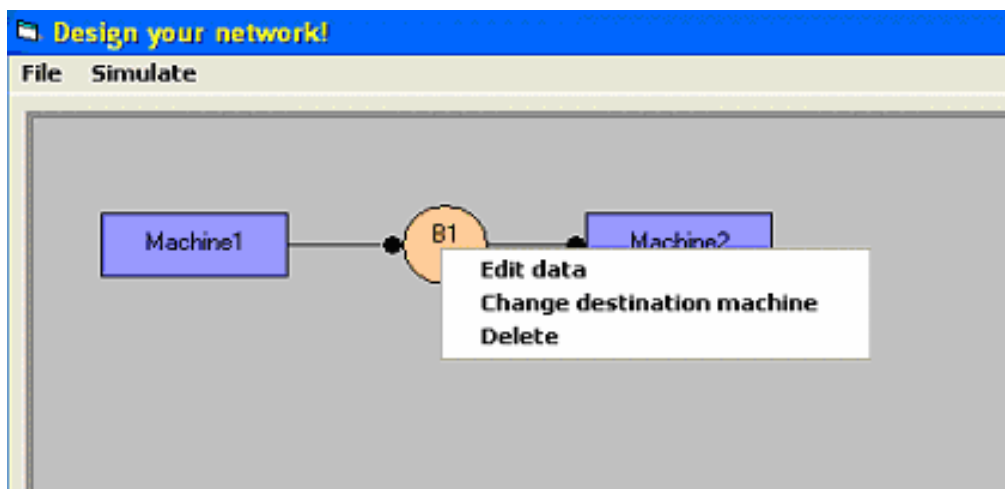 Design your network!
File Simulate
Machine1 B1 Machine2
Edit data
Change destination machine
Delete